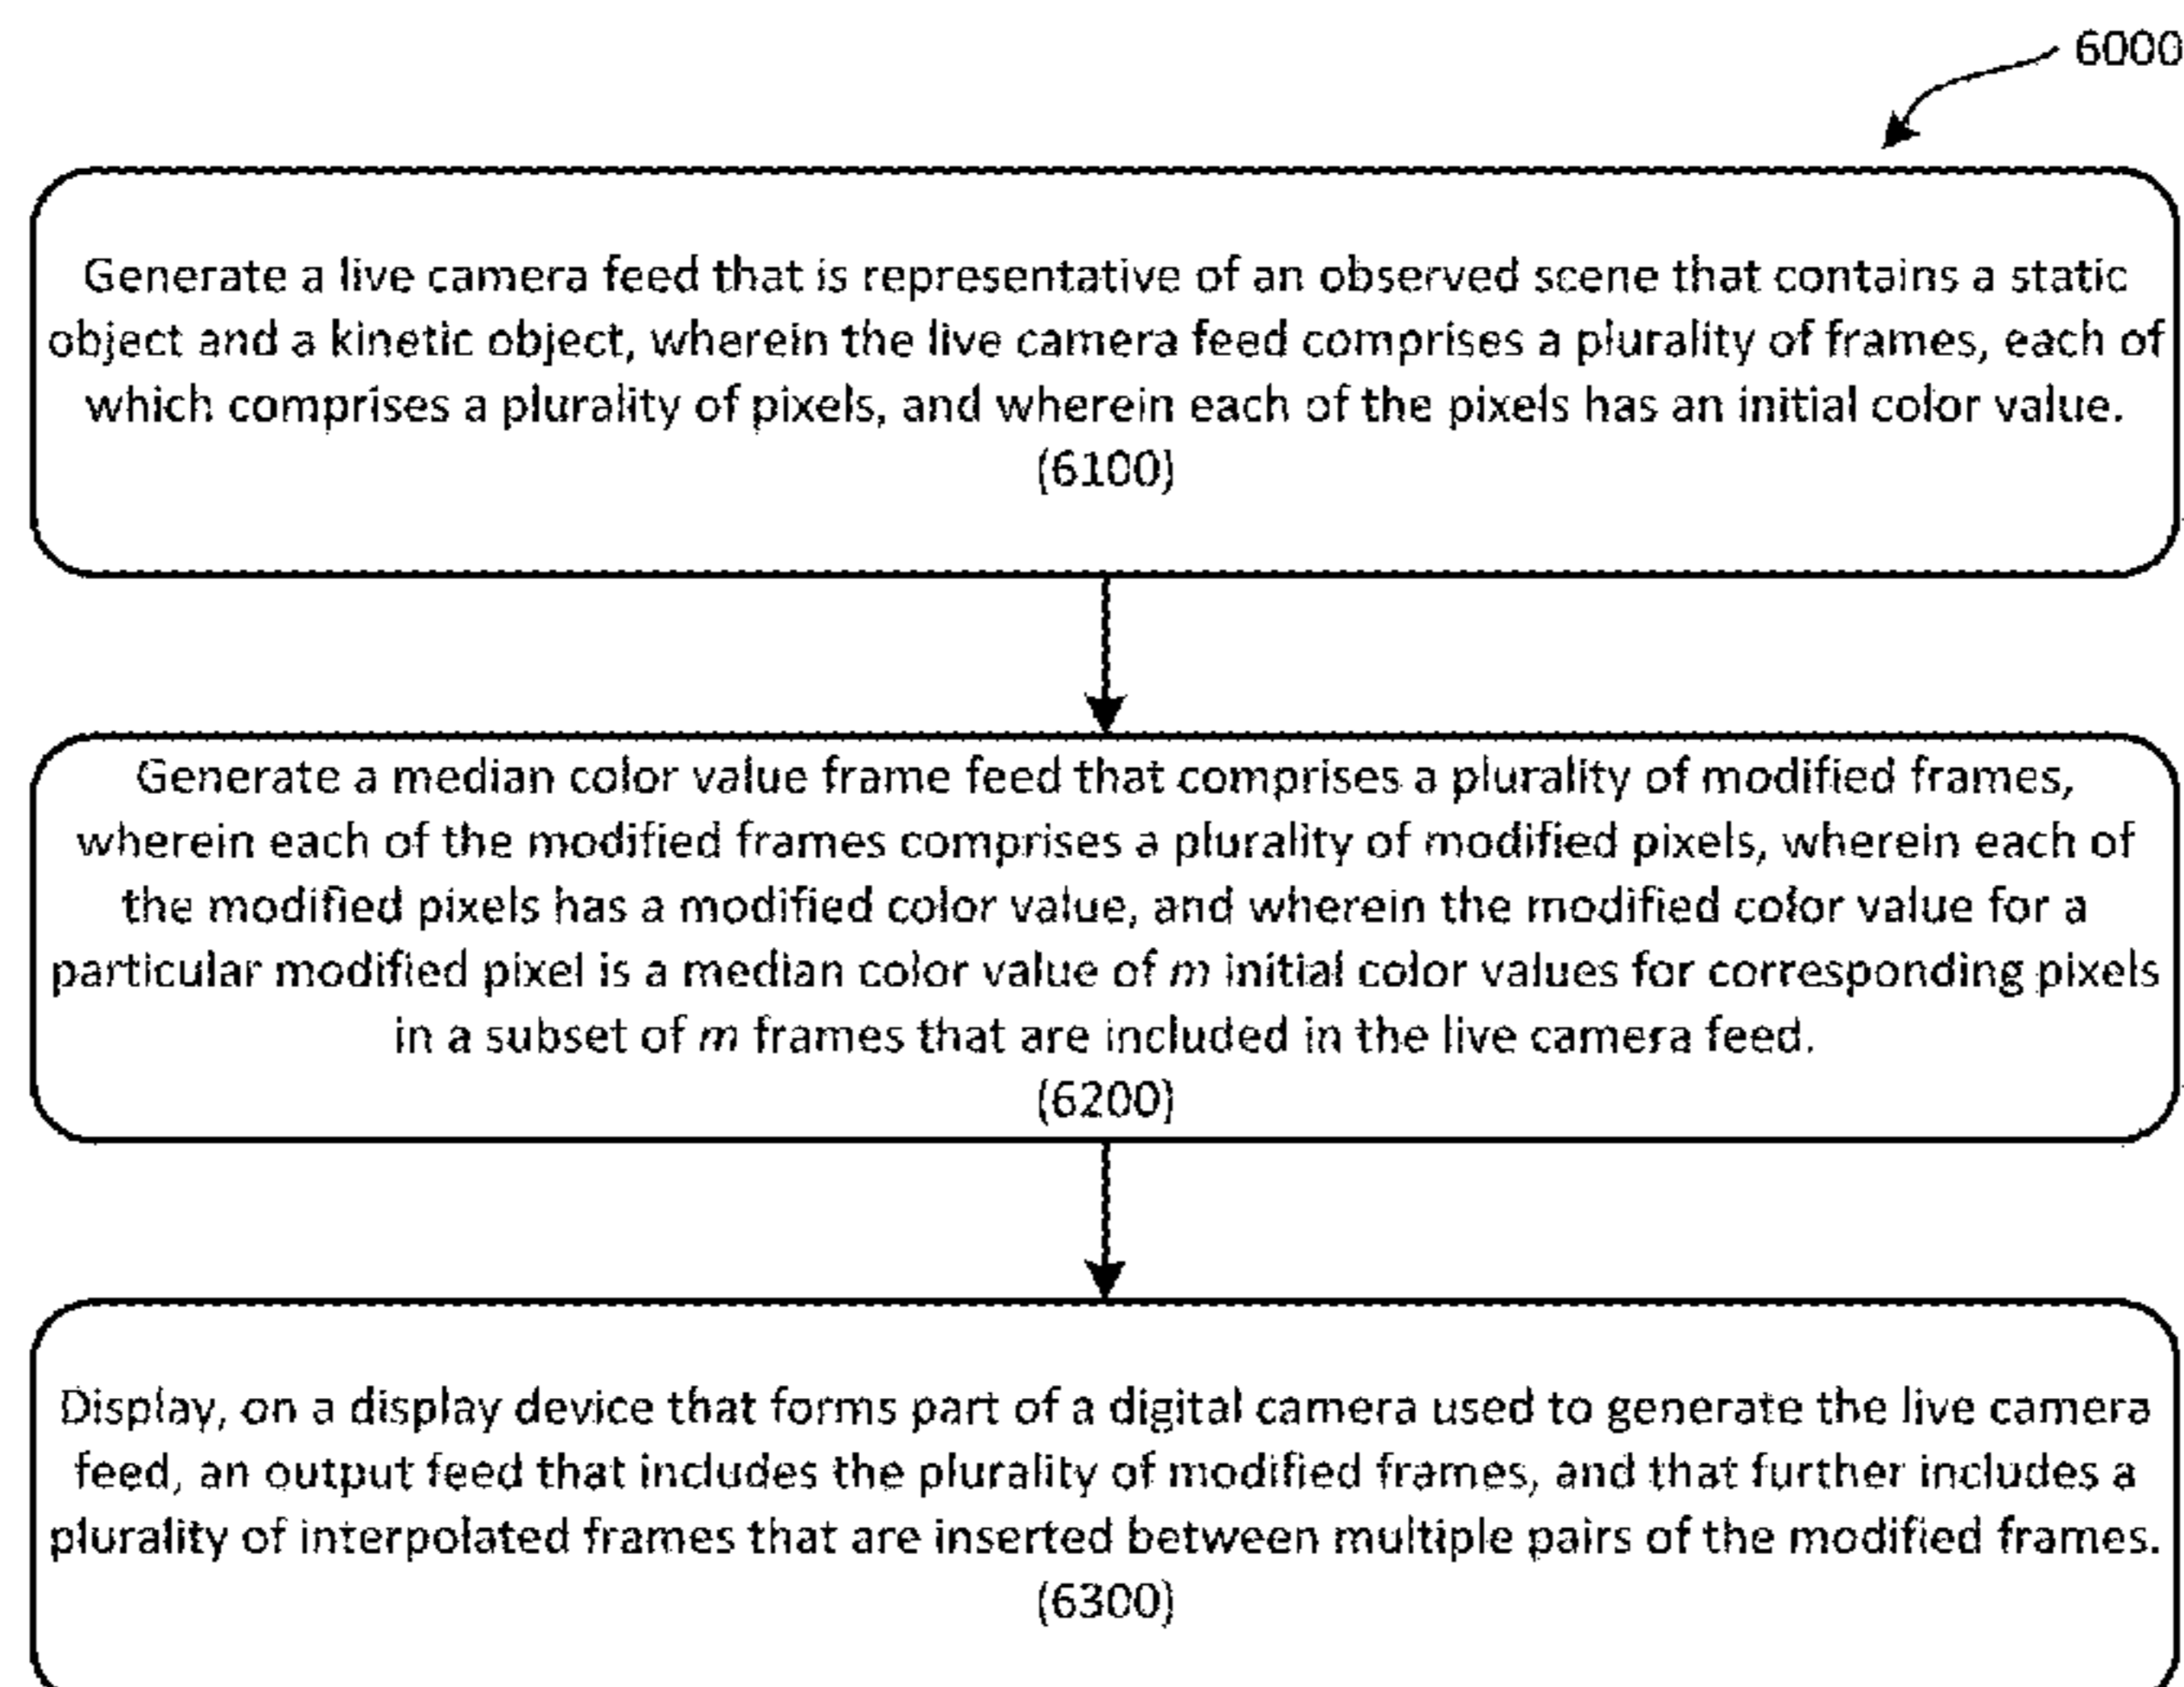 6000
Generate a live camera feed that is representative of an observed scene that contains a static
object and a kinetic object, wherein the live camera feed comprises a plurality of frames, each of
which comprises a plurality of pixels, and wherein each of the pixels has an initial color value.
(6100)
Generate a median color value frame feed that comprises a plurality of modified frames,
wherein each of the modified frames comprises a plurality of modified pixels, wherein each of
the modified pixels has a modified color value, and wherein the modified color value for a
particular modified pixel is a median color value of m initial color values for corresponding pixels
in a subset of m frames that are included in the live camera feed.
(6200)
Display, on a display device that forms part of a digital camera used to generate the live camera
feed, an output feed that includes the plurality of modified frames, and that further includes a
plurality of interpolated frames that are inserted between multiple pairs of the modified frames.
(6300)